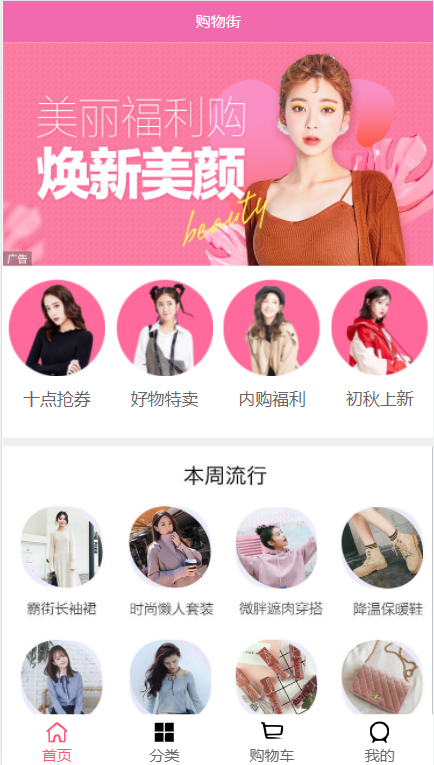 购物街
美丽福利购
焕新美颜
beauty
广告
十点抢券
好物特卖
内购福利
初秋上新
本周流行
霸街长袖裙
时尚懒人套装
微胖遮肉穿搭
降温保暖鞋
首页
分类
购物车
我的